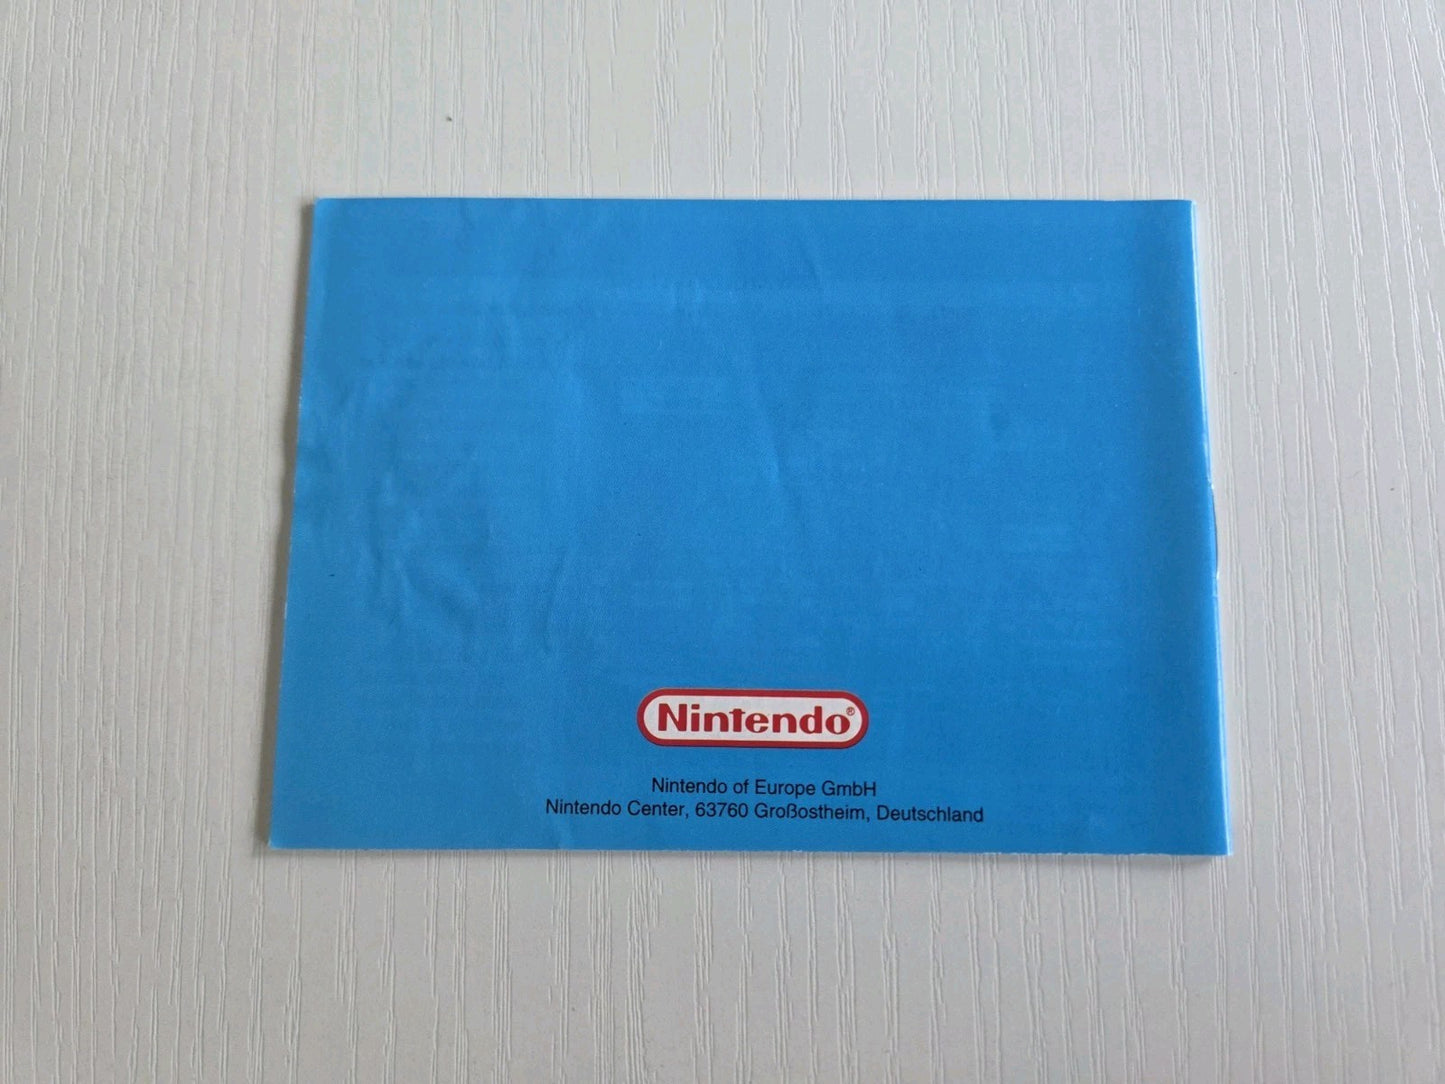 Nintendo®
Nintendo of Europe GmbH
Nintendo Center, 63760 Großostheim, Deutschland